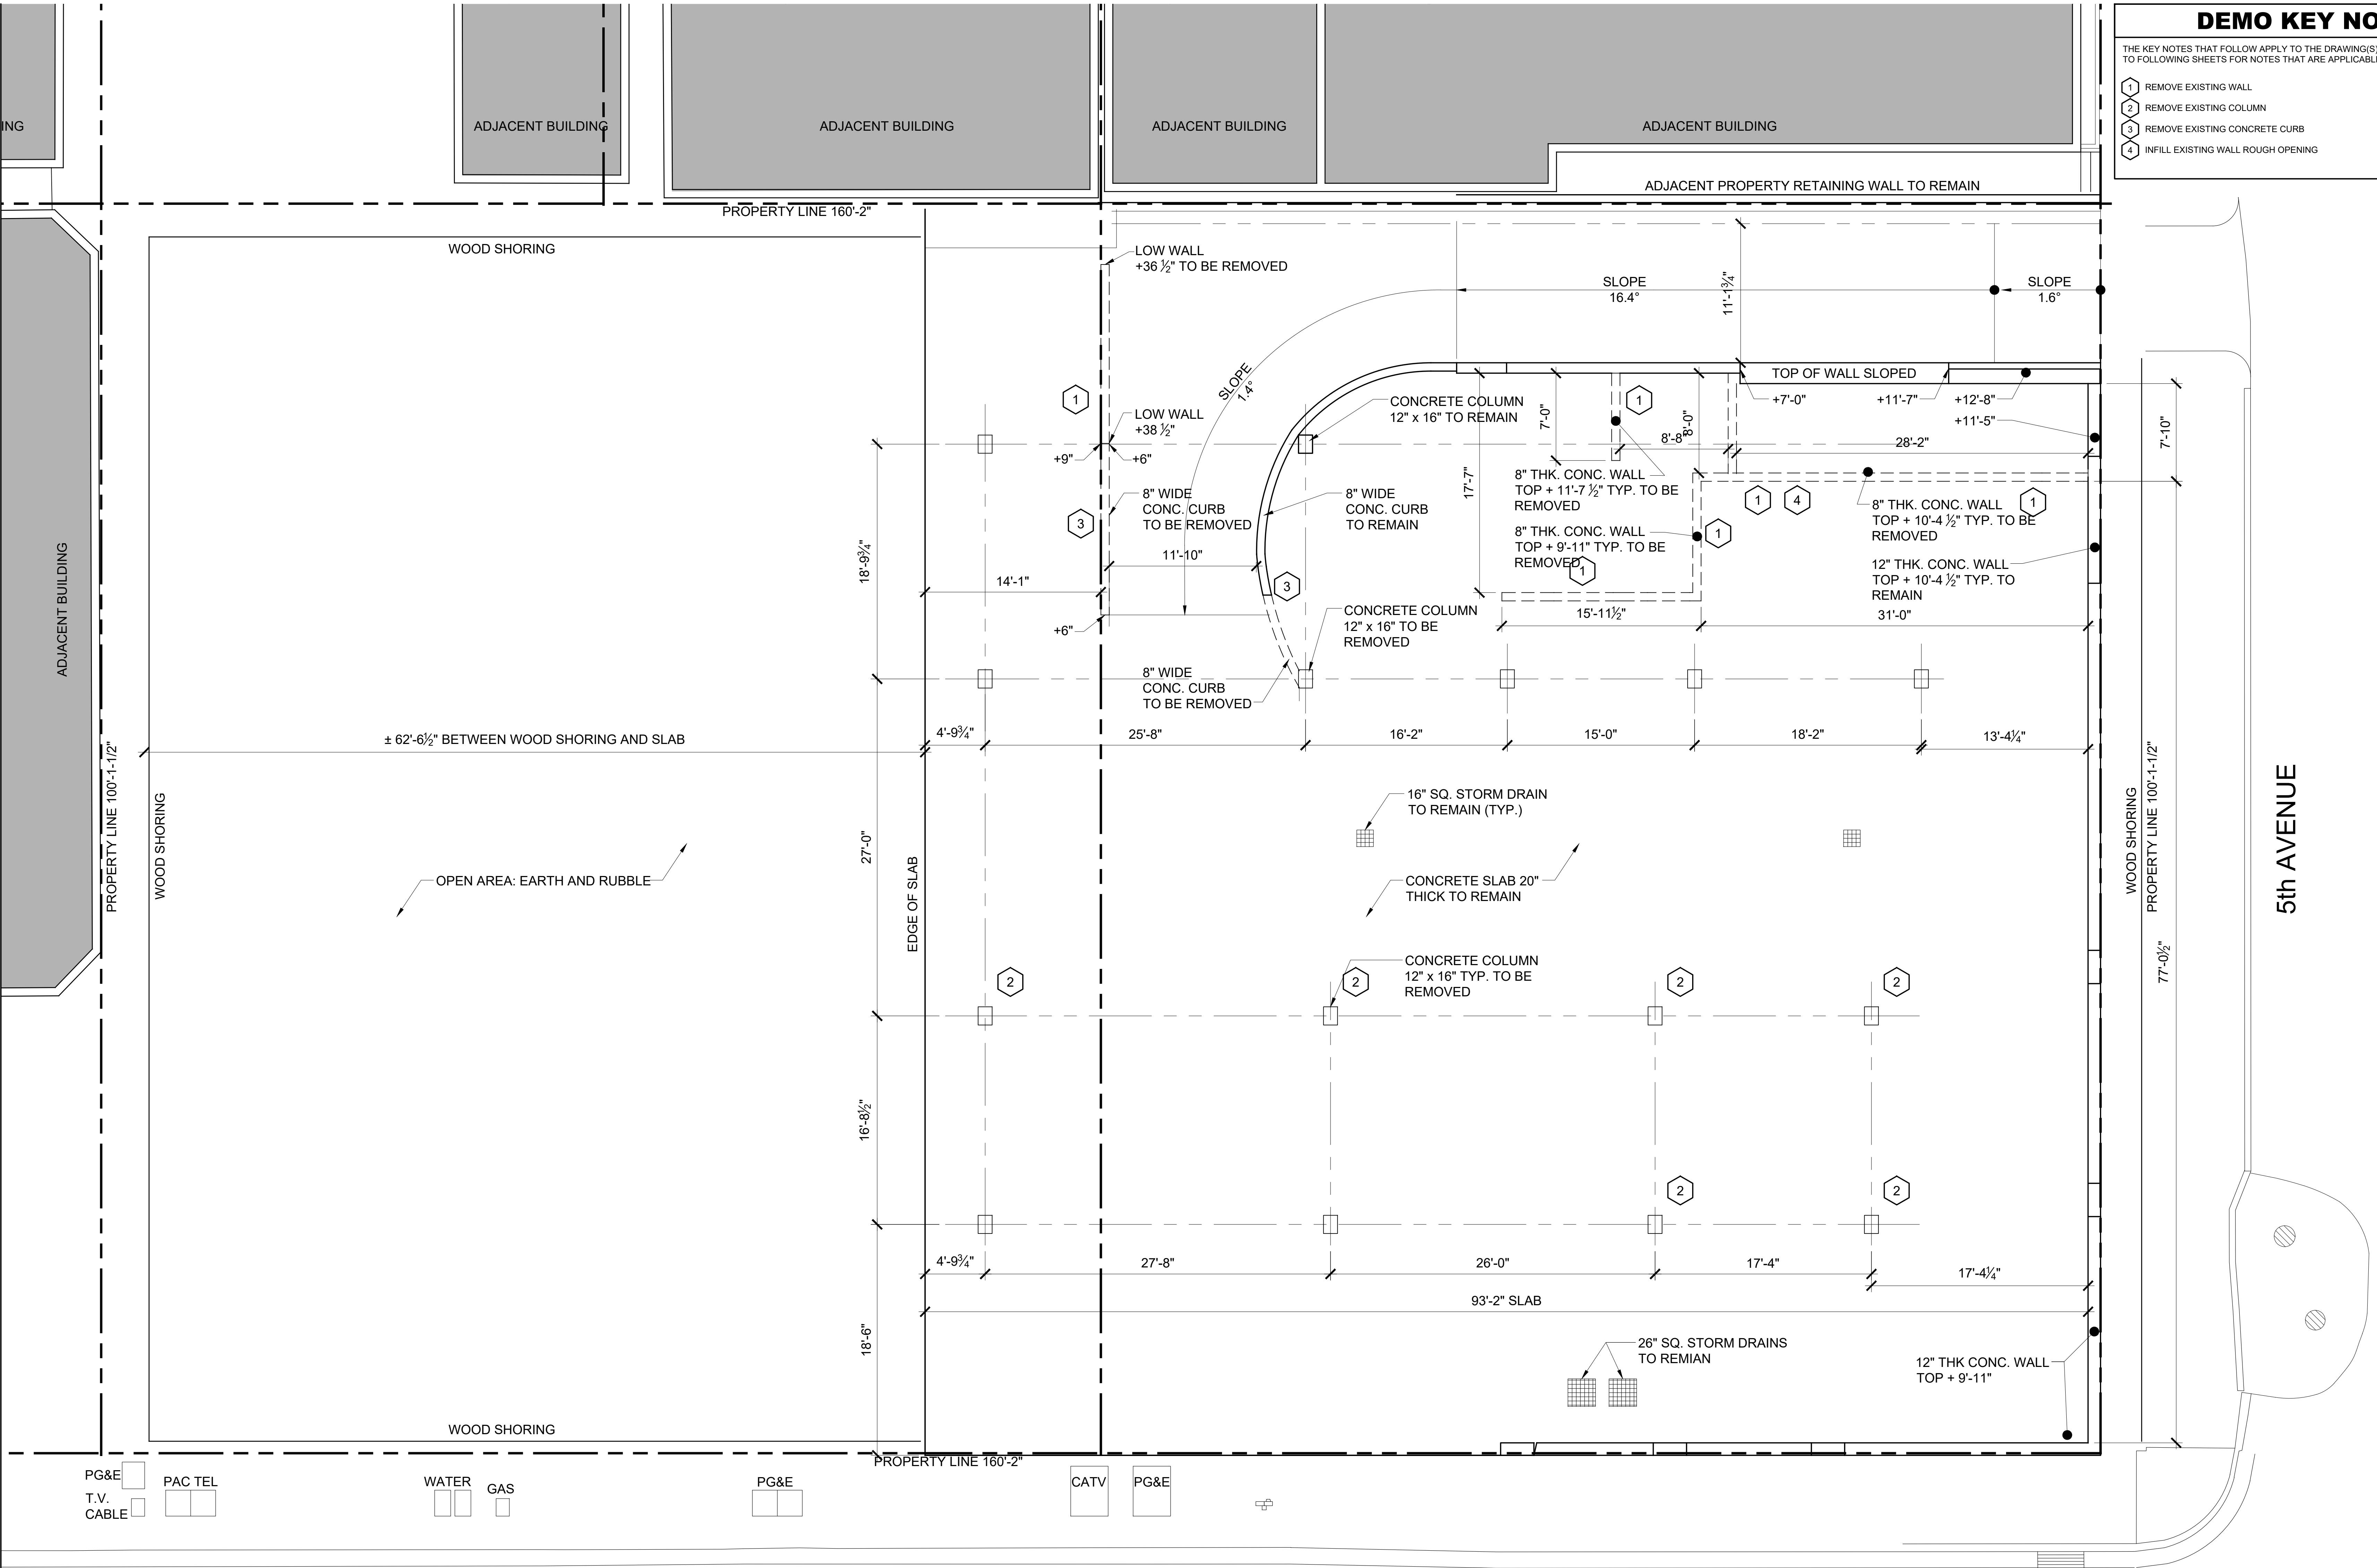 DEMO KEY NO
THE KEY NOTES THAT FOLLOW APPLY TO THE DRAWING(S)
TO FOLLOWING SHEETS FOR NOTES THAT ARE APPLICABL
1 REMOVE EXISTING WALL
2 REMOVE EXISTING COLUMN
3 REMOVE EXISTING CONCRETE CURB
4 INFILL EXISTING WALL ROUGH OPENING
ING
ADJACENT BUILDING
ADJACENT BUILDING
ADJACENT BUILDING
ADJACENT BUILDING
ADJACENT PROPERTY RETAINING WALL TO REMAIN
PROPERTY LINE 160'-2"
WOOD SHORING
LOW WALL
+36 ½" TO BE REMOVED
SLOPE
16.4°
11'-1¾"
SLOPE
1.6°
SLOPE
1.4°
TOP OF WALL SLOPED
+7'-0"
+11'-7"
+12'-8"
+11'-5"
1
LOW WALL
+38 ½"
+9"
+6"
CONCRETE COLUMN
12" x 16" TO REMAIN
7'-0"
1
8'-8"
8'-0"
28'-2"
7'-10"
17'-7"
8" THK. CONC. WALL
TOP + 11'-7 ½" TYP. TO BE
REMOVED
8" THK. CONC. WALL
TOP + 9'-11" TYP. TO BE
REMOVED
1
1
1
4
1
8" THK. CONC. WALL
TOP + 10'-4 ½" TYP. TO BE
REMOVED
12" THK. CONC. WALL
TOP + 10'-4 ½" TYP. TO
REMAIN
3
8" WIDE
CONC. CURB
TO BE REMOVED
8" WIDE
CONC. CURB
TO REMAIN
11'-10"
14'-1"
18'-9¾"
3
+6"
CONCRETE COLUMN
12" x 16" TO BE
REMOVED
15'-11½"
31'-0"
8" WIDE
CONC. CURB
TO BE REMOVED
ADJACENT BUILDING
PROPERTY LINE 100'-1-1/2"
WOOD SHORING
± 62'-6½" BETWEEN WOOD SHORING AND SLAB
4'-9¾"
25'-8"
16'-2"
15'-0"
18'-2"
13'-4¼"
16" SQ. STORM DRAIN
TO REMAIN (TYP.)
27'-0"
OPEN AREA: EARTH AND RUBBLE
EDGE OF SLAB
CONCRETE SLAB 20"
THICK TO REMAIN
WOOD SHORING
PROPERTY LINE 100'-1-1/2"
5th AVENUE
77'-0½"
CONCRETE COLUMN
12" x 16" TYP. TO BE
REMOVED
2
2
2
2
16'-8½"
2
2
4'-9¾"
27'-8"
26'-0"
17'-4"
17'-4¼"
93'-2" SLAB
18'-6"
26" SQ. STORM DRAINS
TO REMIAN
12" THK CONC. WALL
TOP + 9'-11"
WOOD SHORING
PROPERTY LINE 160'-2"
PG&E
T.V.
CABLE
PAC TEL
WATER
GAS
PG&E
CATV
PG&E